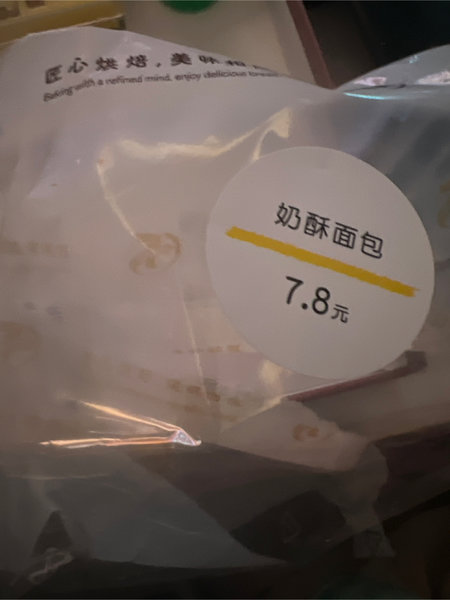 匠心烘焙,美味
Baking with a refined mind, enjoy delicious
奶酥面包
7.8元